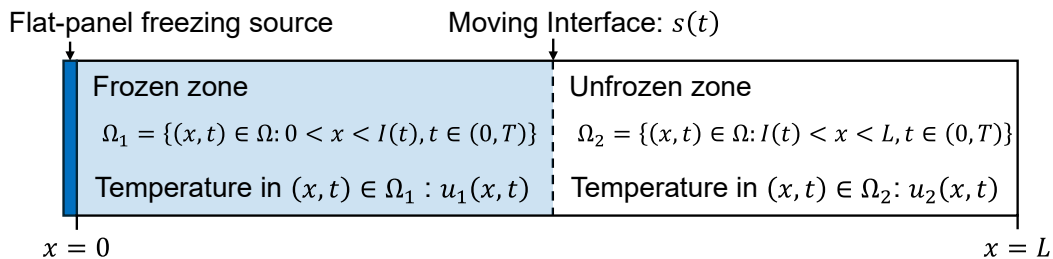 Flat-panel freezing source
Moving Interface: s(t)
Frozen zone
Unfrozen zone
Ω₁ = {(x, t) ∈ Ω: 0 < x < I(t), t ∈ (0, T)}
Ω₂ = {(x, t) ∈ Ω: I(t) < x < L, t ∈ (0, T)}
Temperature in (x, t) ∈ Ω₁ : u₁(x, t)
Temperature in (x, t) ∈ Ω₂: u₂(x, t)
x = 0
x = L